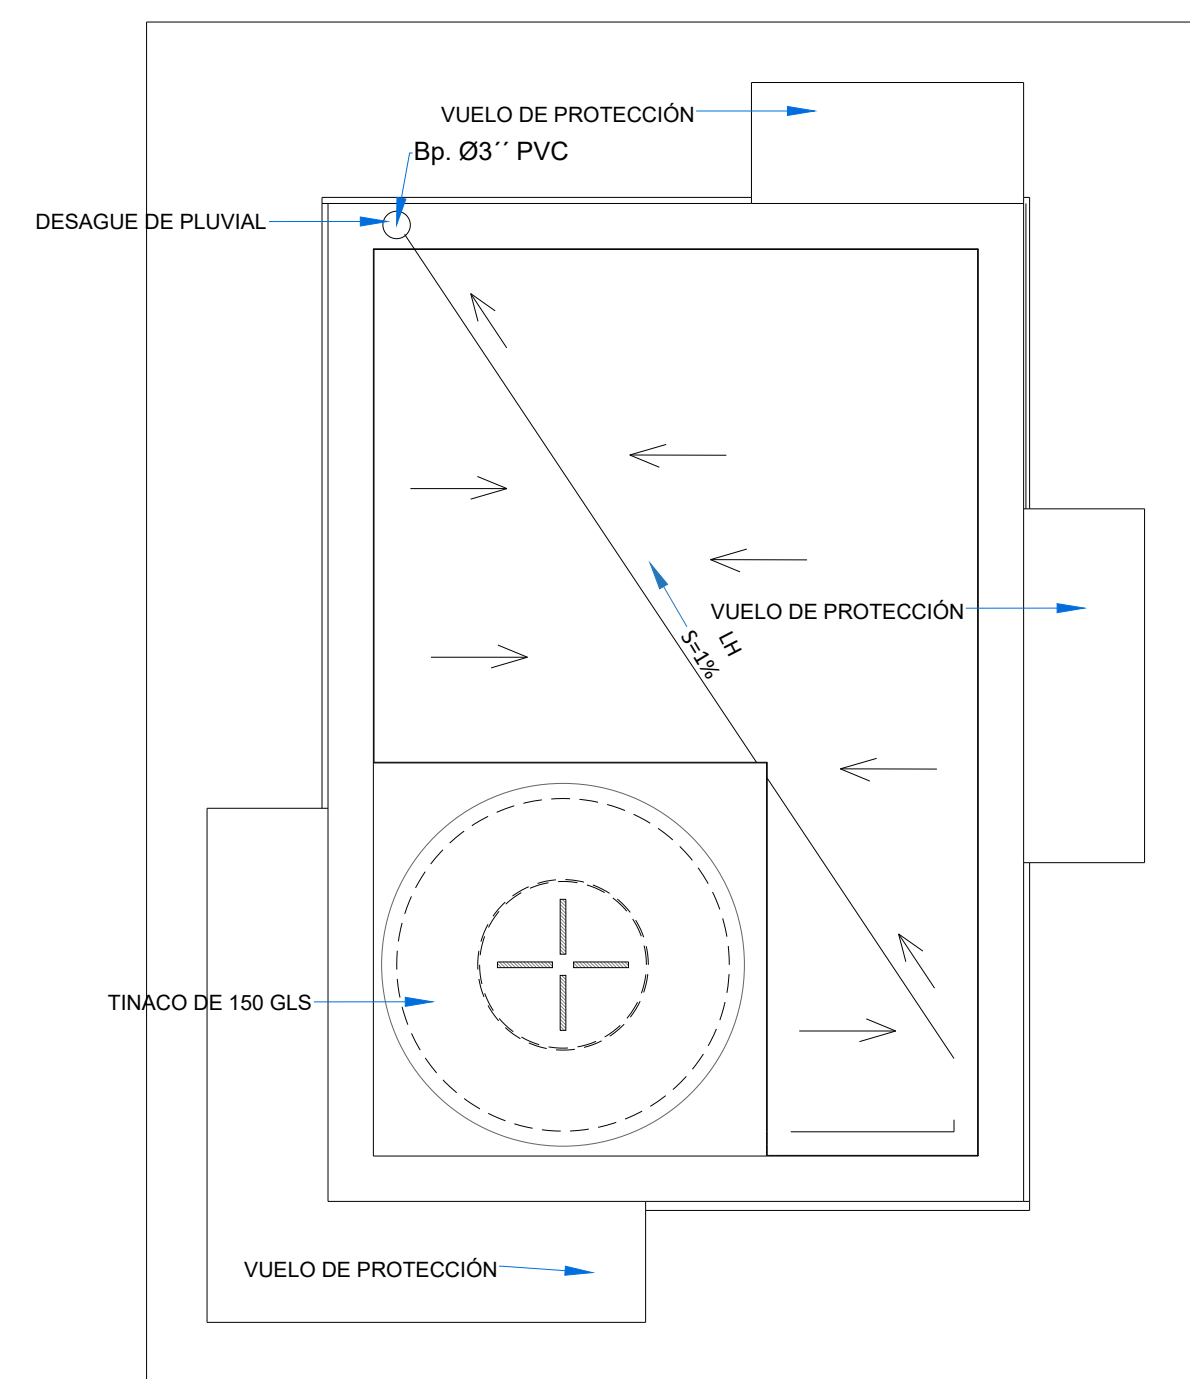 VUELO DE PROTECCIÓN
Bp. Ø3´´ PVC
DESAGUE DE PLUVIAL
VUELO DE PROTECCIÓN
LH
S=1%
TINACO DE 150 GLS
VUELO DE PROTECCIÓN